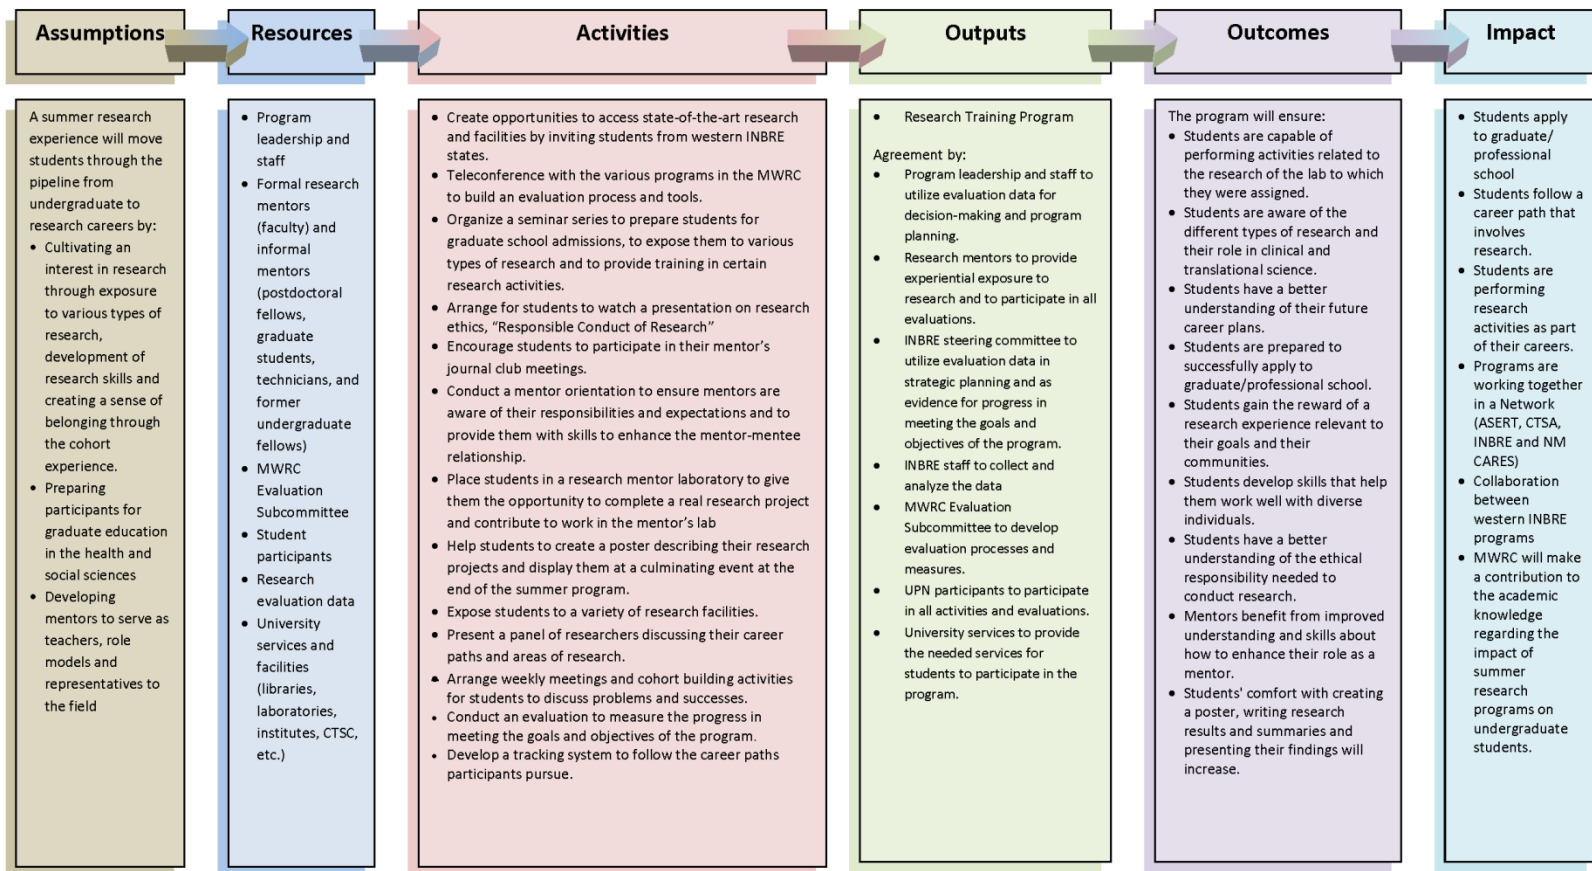 Assumptions
Resources
Activities
Outputs
Outcomes
Impact
A summer research
experience will move
students through the
pipeline from
undergraduate to
research careers by:
• Cultivating an
interest in research
through exposure
to various types of
research,
development of
research skills and
creating a sense of
belonging through
the cohort
experience.
• Preparing
participants for
graduate education
in the health and
social sciences
• Developing
mentors to serve as
teachers, role
models and
representatives to
the field
• Program
leadership and
staff
• Formal research
mentors
(faculty) and
informal
mentors
(postdoctoral
fellows,
graduate
students,
technicians, and
former
undergraduate
fellows)
• MWRC
Evaluation
Subcommittee
• Student
participants
• Research
evaluation data
• University
services and
facilities
(libraries,
laboratories,
institutes, CTSC,
etc.)
• Create opportunities to access state-of-the-art research
and facilities by inviting students from western INBRE
states.
• Teleconference with the various programs in the MWRC
to build an evaluation process and tools.
• Organize a seminar series to prepare students for
graduate school admissions, to expose them to various
types of research and to provide training in certain
research activities.
• Arrange for students to watch a presentation on research
ethics, “Responsible Conduct of Research”
• Encourage students to participate in their mentor’s
journal club meetings.
• Conduct a mentor orientation to ensure mentors are
aware of their responsibilities and expectations and to
provide them with skills to enhance the mentor-mentee
relationship.
• Place students in a research mentor laboratory to give
them the opportunity to complete a real research project
and contribute to work in the mentor’s lab
• Help students to create a poster describing their research
projects and display them at a culminating event at the
end of the summer program.
• Expose students to a variety of research facilities.
• Present a panel of researchers discussing their career
paths and areas of research.
• Arrange weekly meetings and cohort building activities
for students to discuss problems and successes.
• Conduct an evaluation to measure the progress in
meeting the goals and objectives of the program.
• Develop a tracking system to follow the career paths
participants pursue.
• Research Training Program
Agreement by:
• Program leadership and staff to
utilize evaluation data for
decision-making and program
planning.
• Research mentors to provide
experiential exposure to
research and to participate in all
evaluations.
• INBRE steering committee to
utilize evaluation data in
strategic planning and as
evidence for progress in
meeting the goals and
objectives of the program.
• INBRE staff to collect and
analyze the data
• MWRC Evaluation
Subcommittee to develop
evaluation processes and
measures.
• UPN participants to participate
in all activities and evaluations.
• University services to provide
the needed services for
students to participate in the
program.
The program will ensure:
• Students are capable of
performing activities related to
the research of the lab to which
they were assigned.
• Students are aware of the
different types of research and
their role in clinical and
translational science.
• Students have a better
understanding of their future
career plans.
• Students are prepared to
successfully apply to
graduate/professional school.
• Students gain the reward of a
research experience relevant to
their goals and their
communities.
• Students develop skills that help
them work well with diverse
individuals.
• Students have a better
understanding of the ethical
responsibility needed to
conduct research.
• Mentors benefit from improved
understanding and skills about
how to enhance their role as a
mentor.
• Students' comfort with creating
a poster, writing research
results and summaries and
presenting their findings will
increase.
• Students apply
to graduate/
professional
school
• Students follow a
career path that
involves
research.
• Students are
performing
research
activities as part
of their careers.
• Programs are
working together
in a Network
(ASERT, CTSA,
INBRE and NM
CARES)
• Collaboration
between
western INBRE
programs
• MWRC will make
a contribution to
the academic
knowledge
regarding the
impact of
summer
research
programs on
undergraduate
students.